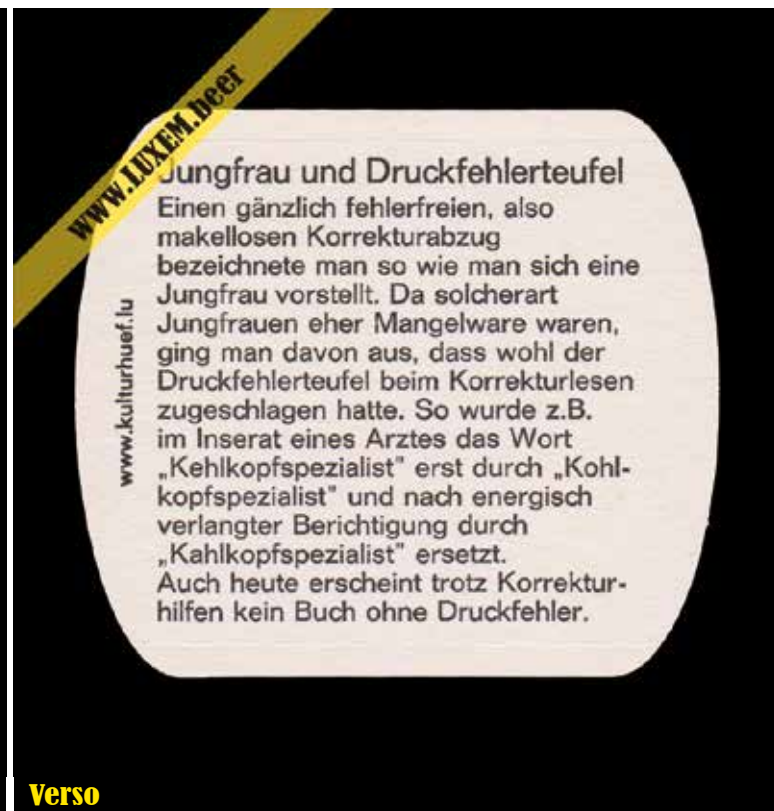 www.LUXEM.beer
Jungfrau und Druckfehlerteufel
Einen gänzlich fehlerfreien, also
makellosen Korrekturabzug
bezeichnete man so wie man sich eine
Jungfrau vorstellt. Da solcherart
Jungfrauen eher Mangelware waren,
ging man davon aus, dass wohl der
Druckfehlerteufel beim Korrekturlesen
zugeschlagen hatte. So wurde z.B.
im Inserat eines Arztes das Wort
„Kehlkopfspezialist" erst durch „Kohl-
kopfspezialist" und nach energisch
verlangter Berichtigung durch
„Kahlkopfspezialist" ersetzt.
Auch heute erscheint trotz Korrektur-
hilfen kein Buch ohne Druckfehler.
www.kulturhuef.lu
Verso